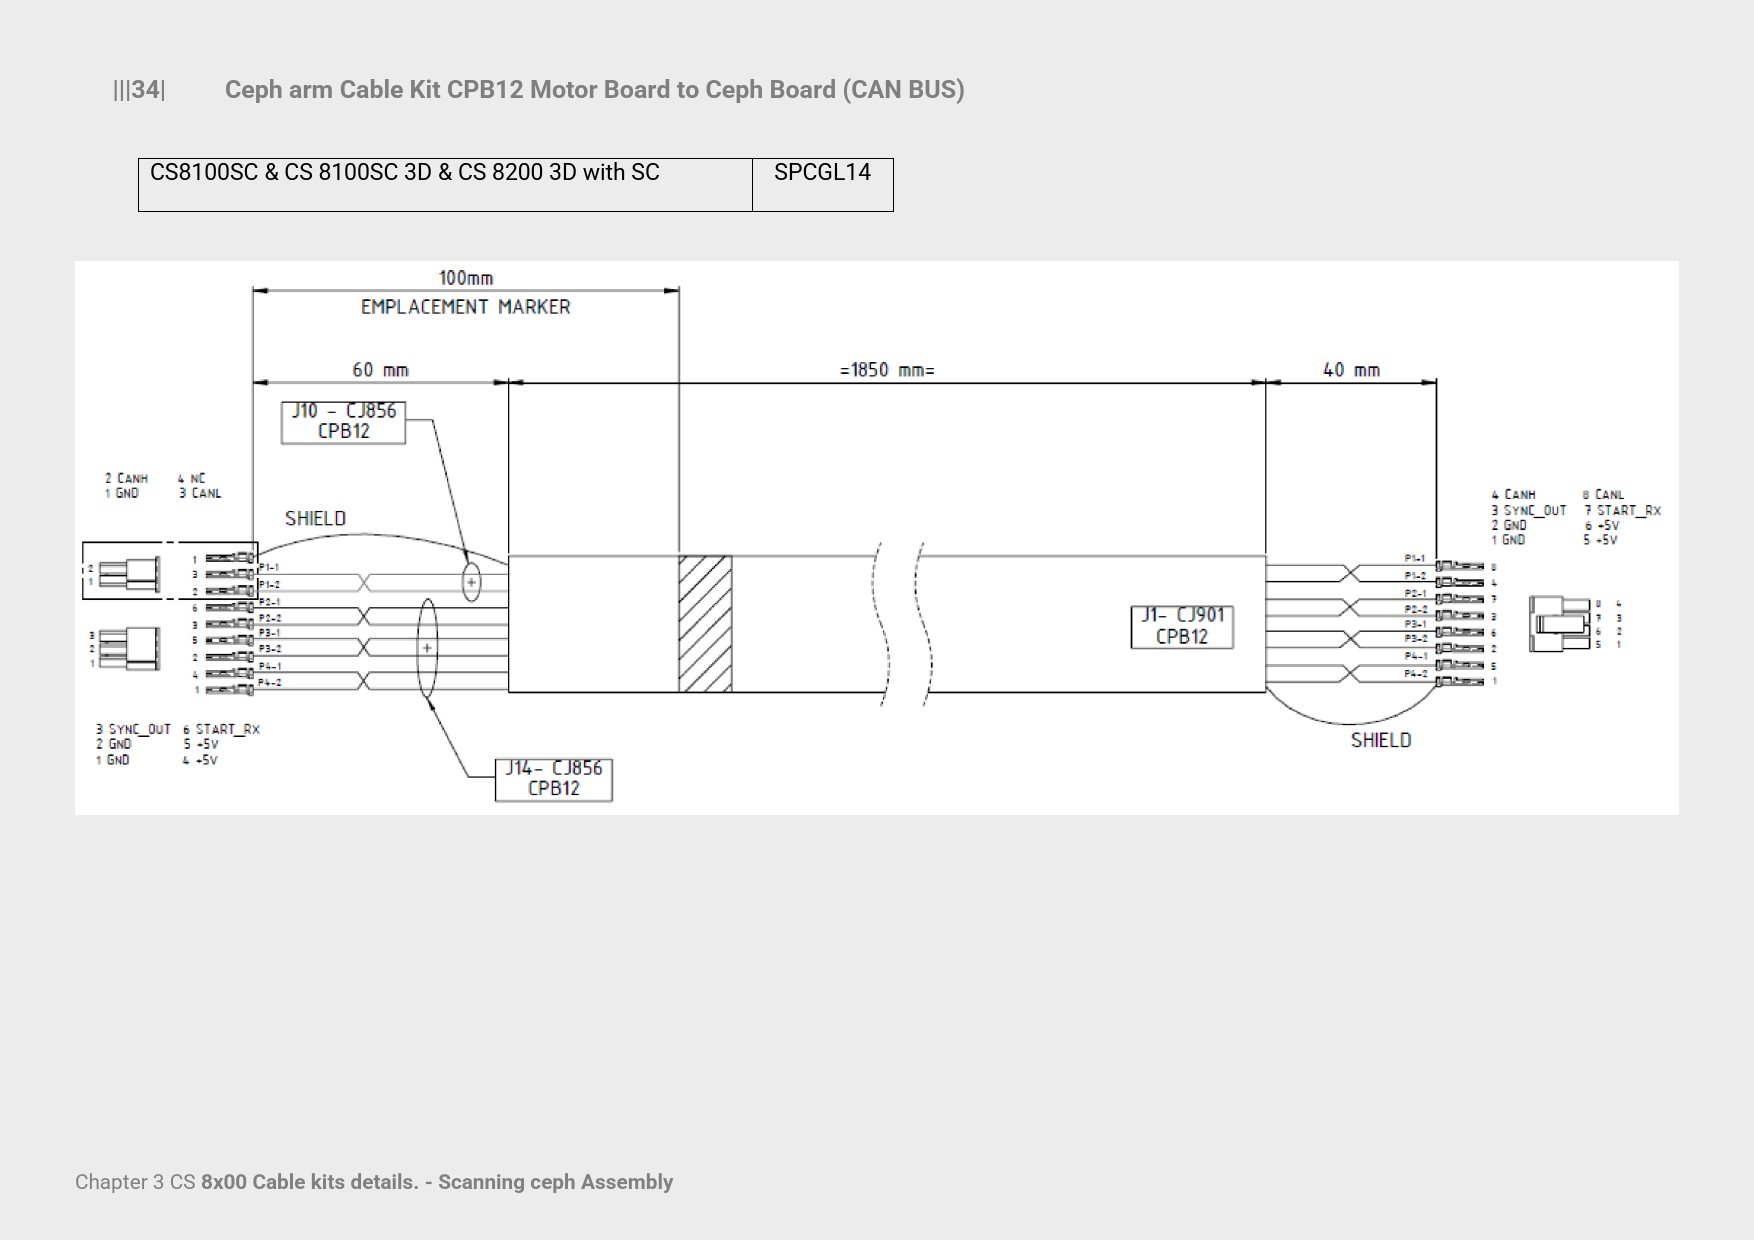 |||34| Ceph arm Cable Kit CPB12 Motor Board to Ceph Board (CAN BUS)
CS8100SC & CS 8100SC 3D & CS 8200 3D with SC SPCGL14
100mm
EMPLACEMENT MARKER
60 mm
=1850 mm=
40 mm
J10 - CJ856
CPB12
2 CANH 4 NC
1 GND 3 CANL
SHIELD
4 CANH 8 CANL
3 SYNC_OUT 7 START_RX
2 GND 6 +5V
1 GND 5 +5V
2
1
1
3 P1-1
2 P1-2
6 P2-1
3 P2-2
5 P3-1
2 P3-2
4 P4-1
1 P4-2
3
2
1
J1- CJ901
CPB12
P1-1 8
P1-2 4
P2-1 7
P2-2 3
P3-1 6
P3-2 2
P4-1 5
P4-2 1
8 4
7 3
6 2
5 1
3 SYNC_OUT 6 START_RX
2 GND 5 +5V
1 GND 4 +5V
SHIELD
J14- CJ856
CPB12
Chapter 3 CS 8x00 Cable kits details. - Scanning ceph Assembly